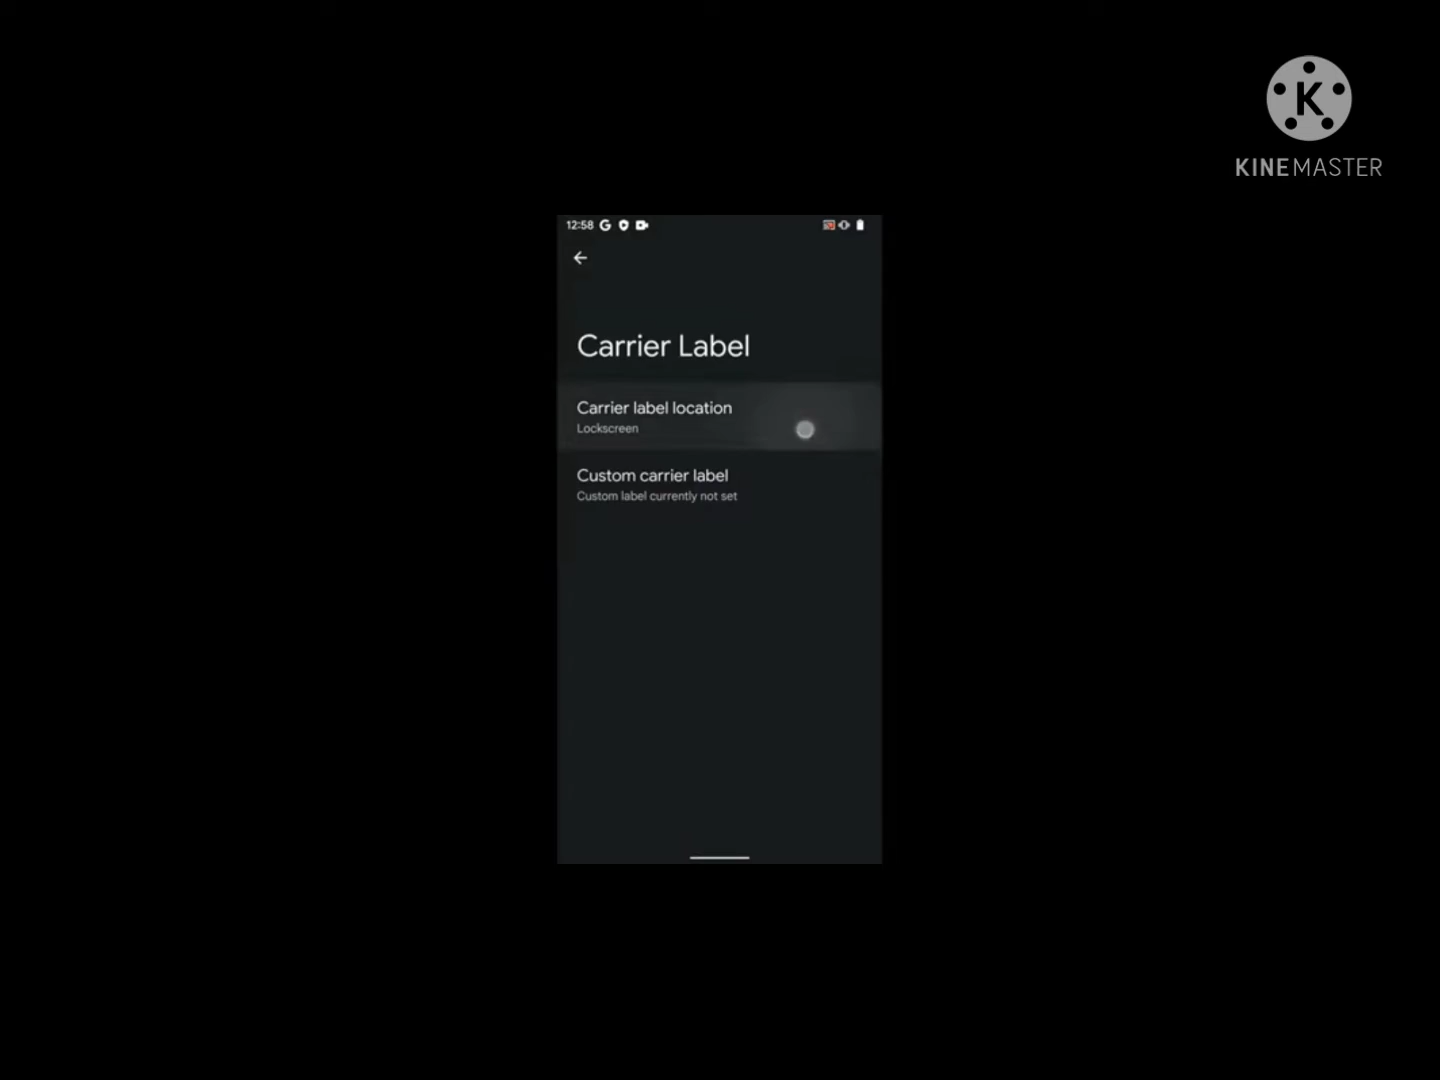 K
KINEMASTER
12:58 G
Carrier Label
Carrier label location
Lockscreen
Custom carrier label
Custom label currently not set